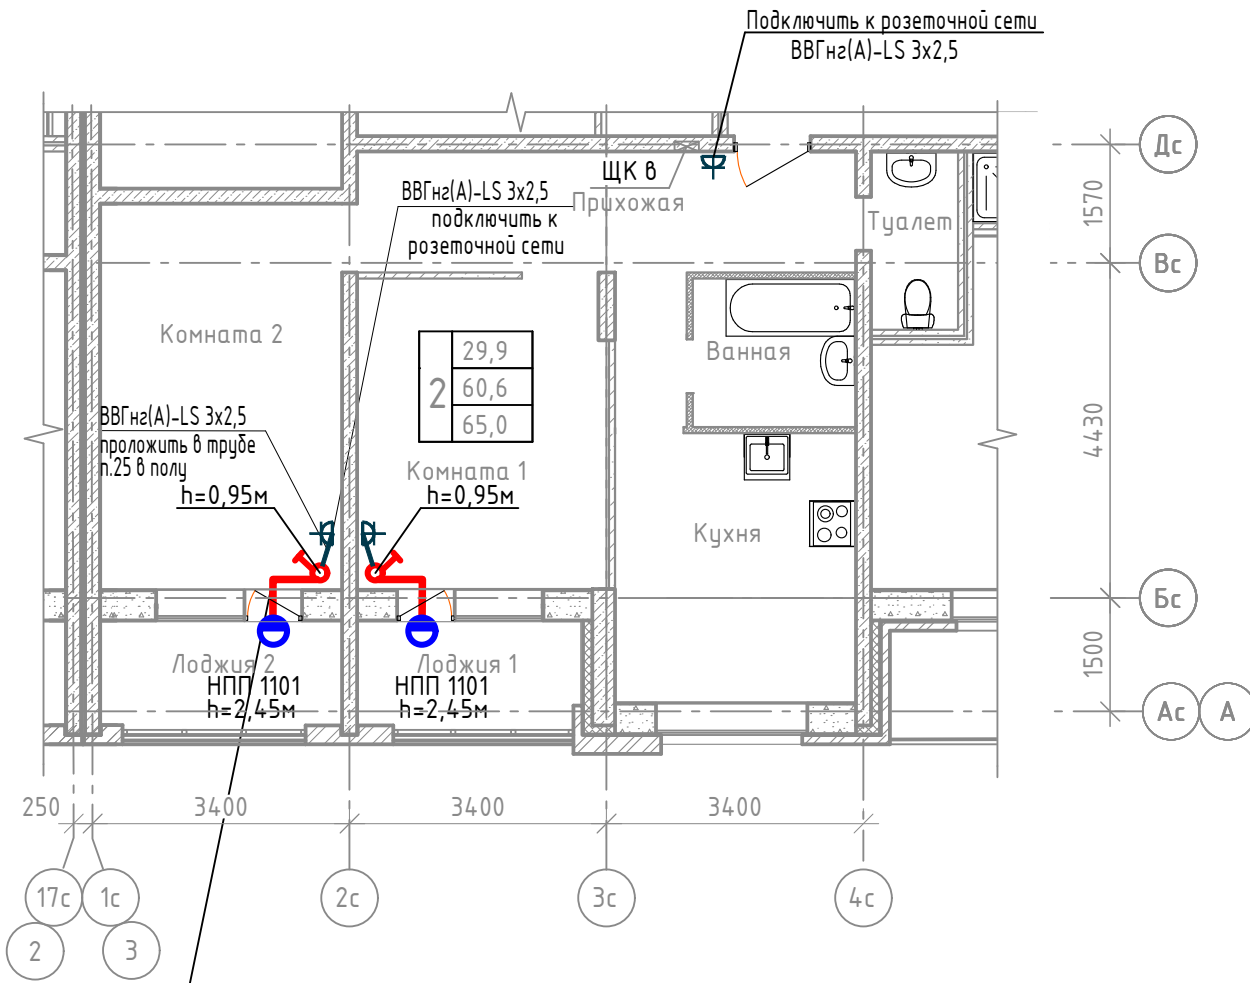 Подключить к розеточной сети
ВВГнг(А)-LS 3х2,5
Дс
ЩК в
Прихожая
ВВГнг(А)-LS 3х2,5
подключить к
розеточной сети
Туалет
1570
Вс
Комната 2
2
29,9
60,6
65,0
Ванная
ВВГнг(А)-LS 3х2,5
проложить в трубе
п.25 в полу
h=0,95м
Комната 1
h=0,95м
4430
Кухня
Бс
Лоджия 2
НПП 1101
h=2,45м
Лоджия 1
НПП 1101
h=2,45м
1500
Ас
А
250
3400
3400
3400
17с
1с
2с
3с
4с
2
3